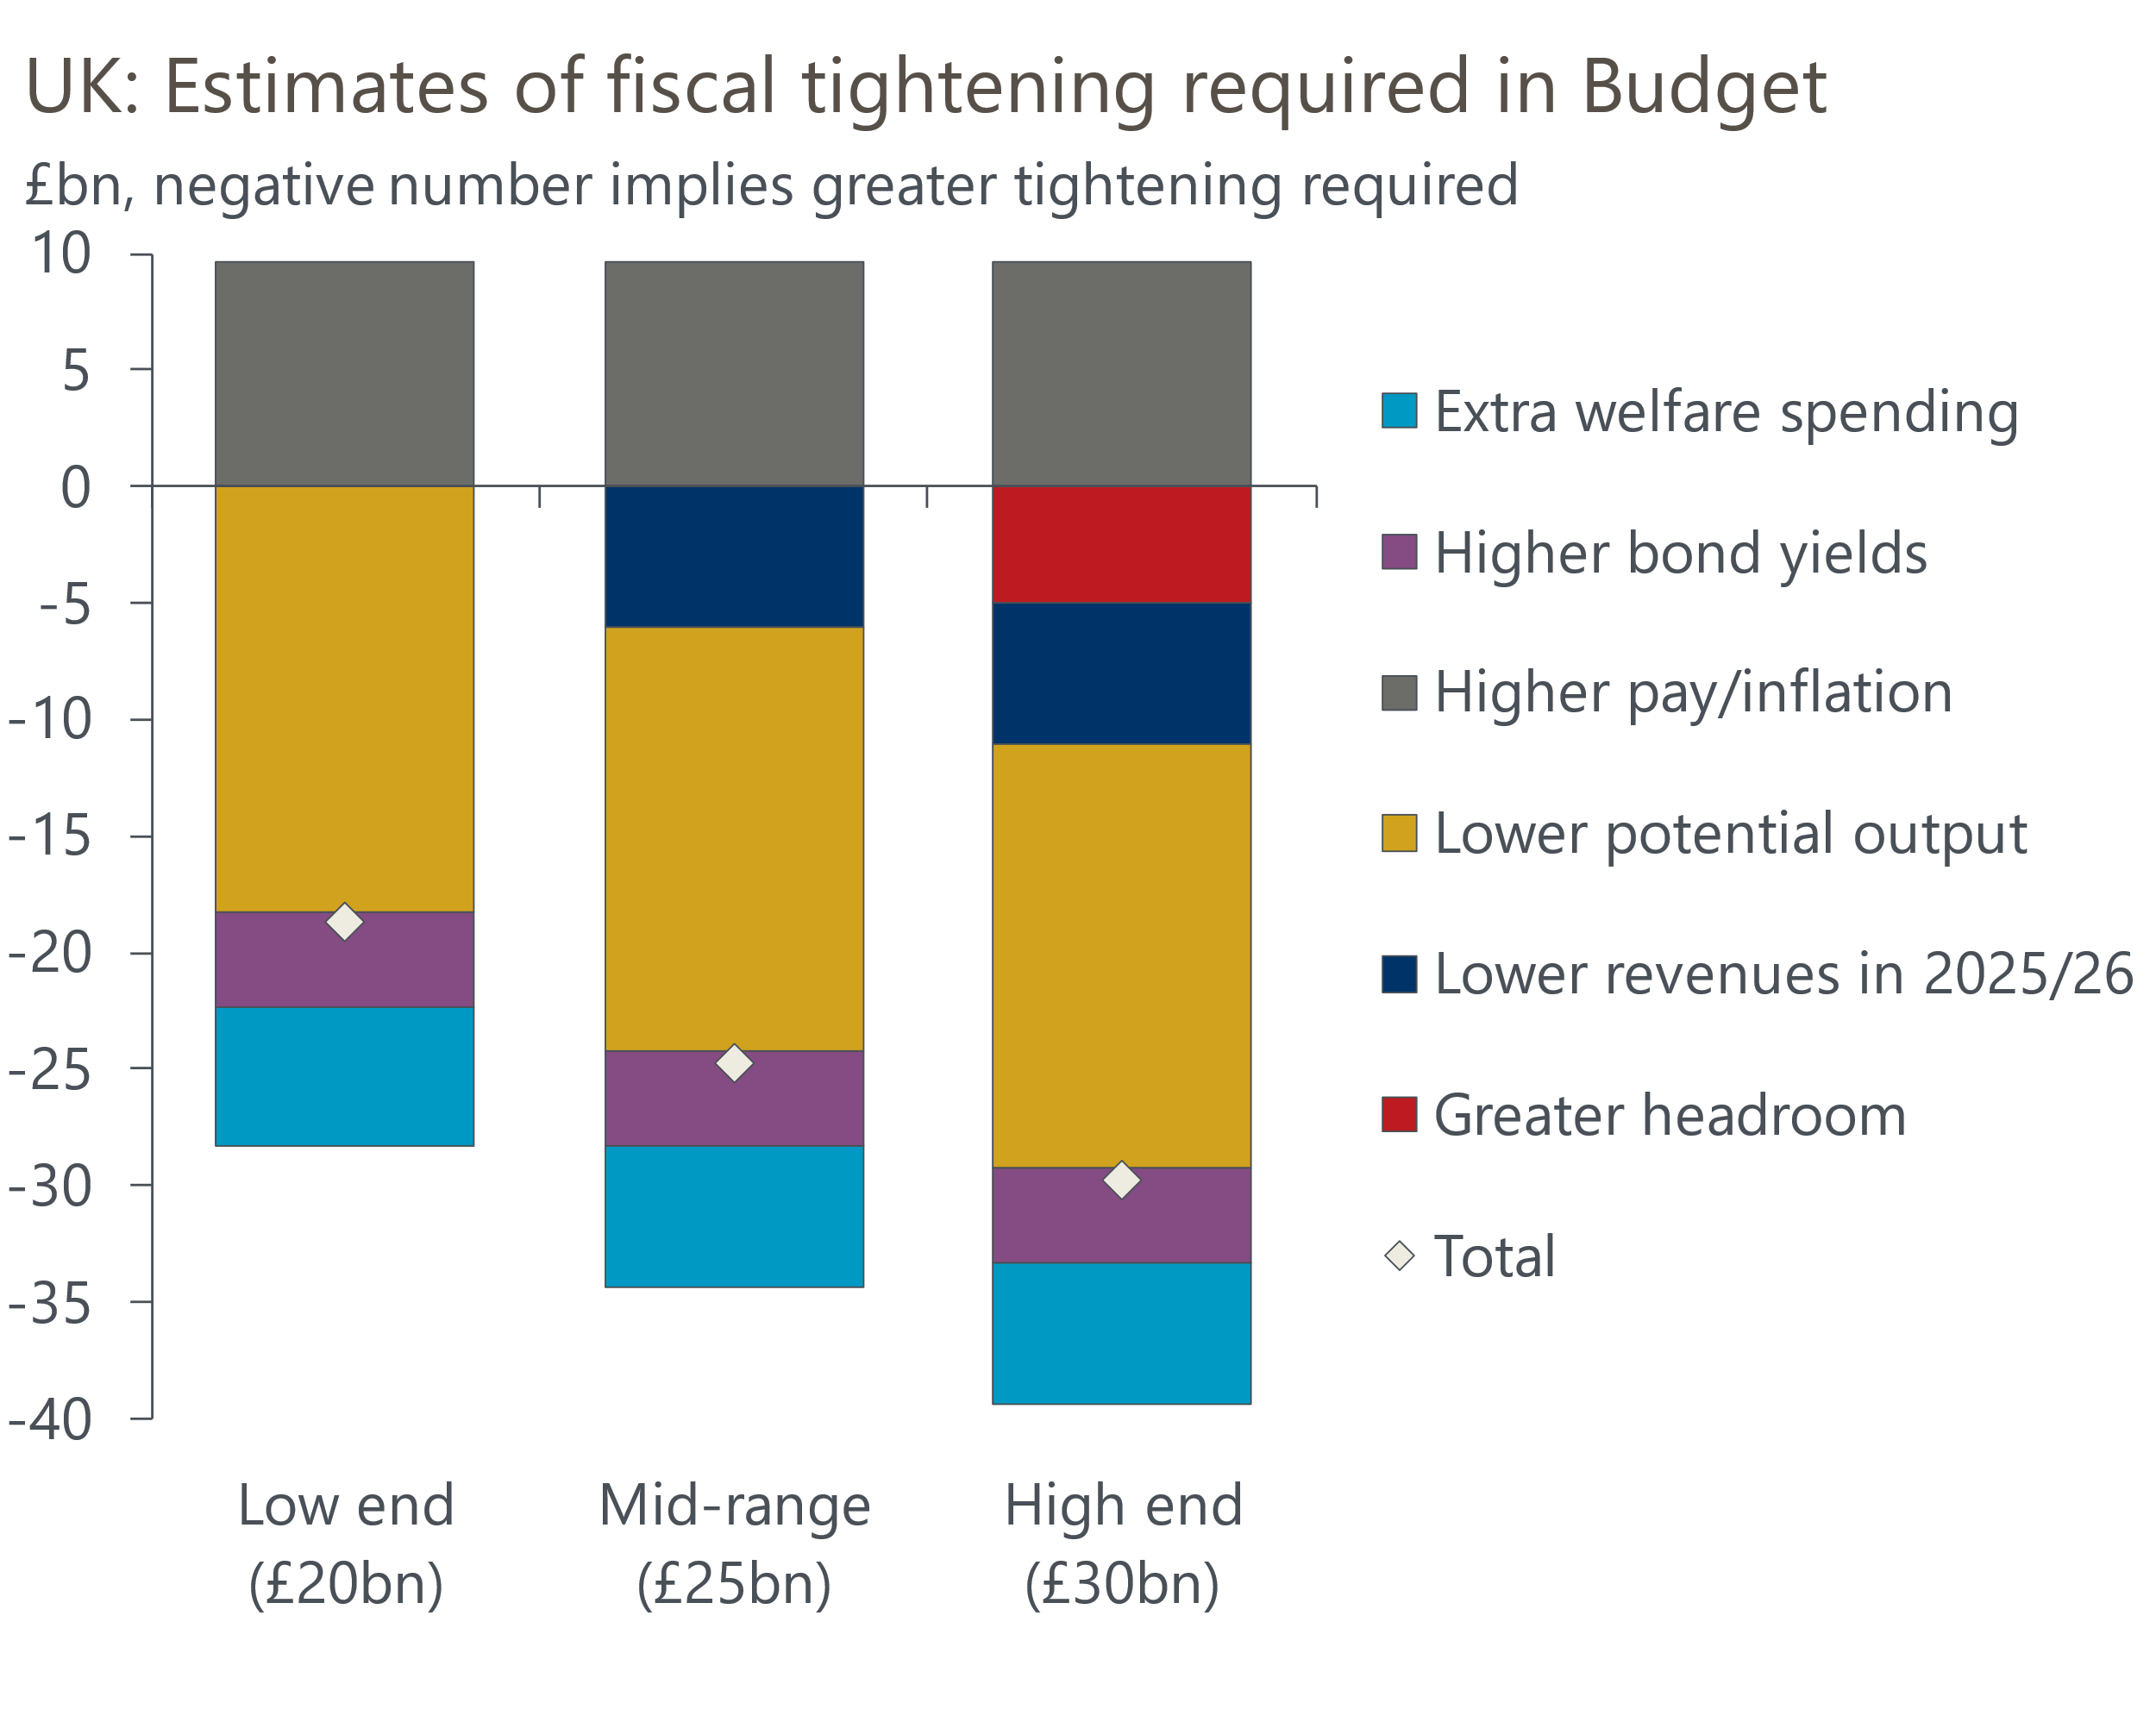 UK: Estimates of fiscal tightening required in Budget
£bn, negative number implies greater tightening required
10
5
0
-5
-10
-15
-20
-25
-30
-35
-40
Low end
(£20bn)
Mid-range
(£25bn)
High end
(£30bn)
Extra welfare spending
Higher bond yields
Higher pay/inflation
Lower potential output
Lower revenues in 2025/26
Greater headroom
Total